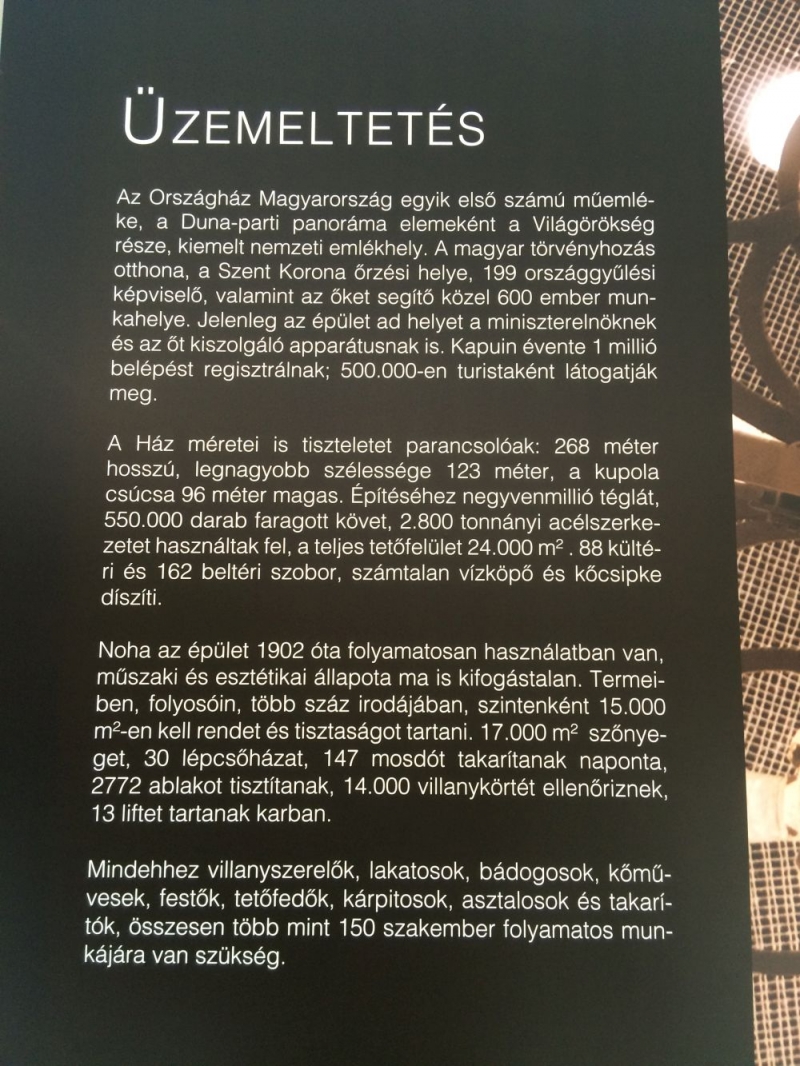 ÜZEMELTETÉS
Az Országház Magyarország egyik első számú műemlé-
ke, a Duna-parti panoráma elemeként a Világörökség
része, kiemelt nemzeti emlékhely. A magyar törvényhozás
otthona, a Szent Korona őrzési helye, 199 országgyűlési
képviselő, valamint az őket segítő közel 600 ember mun-
kahelye. Jelenleg az épület ad helyet a miniszterelnöknek
és az őt kiszolgáló apparátusnak is. Kapuin évente 1 millió
belépést regisztrálnak; 500.000-en turistaként látogatják
meg.
A Ház méretei is tiszteletet parancsolóak: 268 méter
hosszú, legnagyobb szélessége 123 méter, a kupola
csúcsa 96 méter magas. Építéséhez negyvenmillió téglát,
550.000 darab faragott követ, 2.800 tonnányi acélszerke-
zetet használtak fel, a teljes tetőfelület 24.000 m² . 88 külté-
ri és 162 beltéri szobor, számtalan vízköpő és kőcsipke
díszíti.
Noha az épület 1902 óta folyamatosan használatban van,
műszaki és esztétikai állapota ma is kifogástalan. Termei-
ben, folyosóin, több száz irodájában, szintenként 15.000
m²-en kell rendet és tisztaságot tartani. 17.000 m² szőnye-
get, 30 lépcsőházat, 147 mosdót takarítanak naponta,
2772 ablakot tisztítanak, 14.000 villanykörtét ellenőriznek,
13 liftet tartanak karban.
Mindehhez villanyszerelők, lakatosok, bádogosok, kőmű-
vesek, festők, tetőfedők, kárpitosok, asztalosok és takarí-
tók, összesen több mint 150 szakember folyamatos mun-
kájára van szükség.